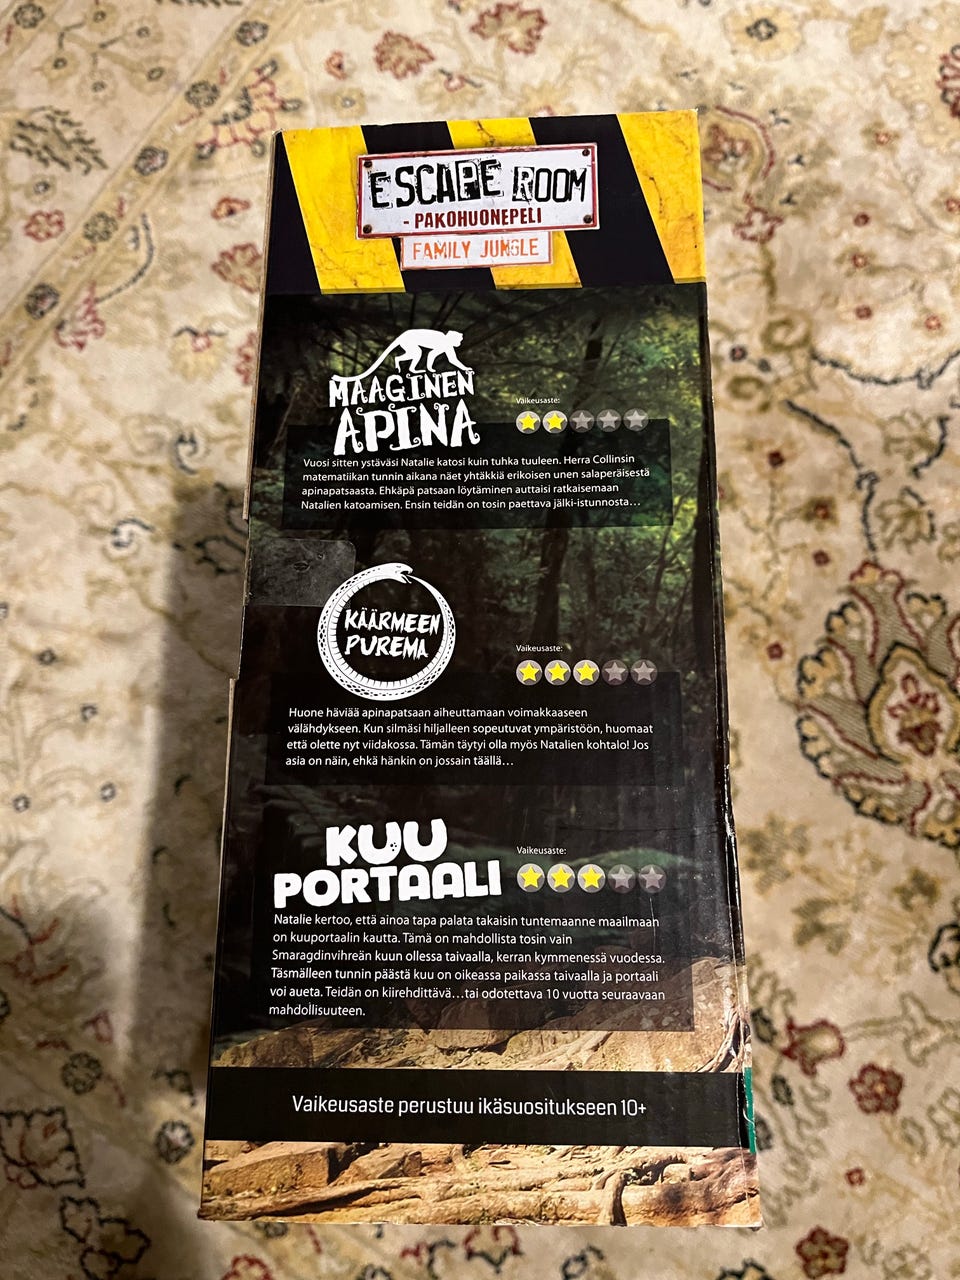 ESCAPE ROOM
- PAKOHUONEPELI
FAMILY JUNGLE
MAAGINEN
APINA
Vaikeusaste:
Vuosi sitten ystäväsi Natalie katosi kuin tuhka tuuleen. Herra Collinsin
matematiikan tunnin aikana näet yhtäkkiä erikoisen unen salaperäisestä
apinapatsaasta. Ehkäpä patsaan löytäminen auttaisi ratkaisemaan
Natalien katoamisen. Ensin teidän on tosin paettava jälki-istunnosta...
KÄÄRMEEN
PUREMA
Vaikeusaste:
Huone häviää apinapatsaan aiheuttamaan voimakkaaseen
välähdykseen. Kun silmäsi hiljalleen sopeutuvat ympäristöön, huomaat
että olette nyt viidakossa. Tämän täytyi olla myös Natalien kohtalo! Jos
asia on näin, ehkä hänkin on jossain täällä...
KUU
PORTAALI
Vaikeusaste:
Natalie kertoo, että ainoa tapa palata takaisin tuntemaanne maailmaan
on kuuportaalin kautta. Tämä on mahdollista tosin vain
Smaragdinvihreän kuun ollessa taivaalla, kerran kymmenessä vuodessa.
Täsmälleen tunnin päästä kuu on oikeassa paikassa taivaalla ja portaali
voi aueta. Teidän on kiirehdittävä...tai odotettava 10 vuotta seuraavaan
mahdollisuuteen.
Vaikeusaste perustuu ikäsuositukseen 10+